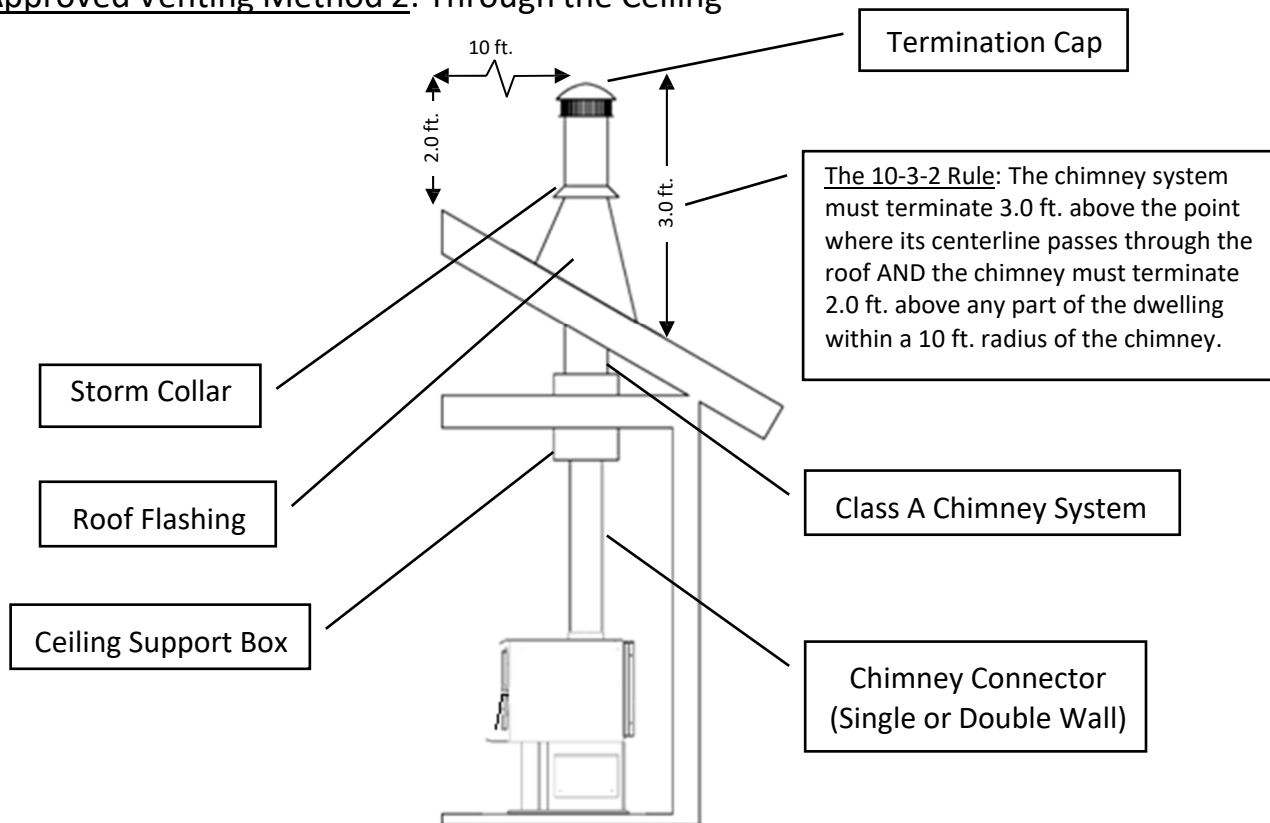 Approved Venting Method 2: Through the Ceiling
10 ft.
Termination Cap
2.0 ft.
3.0 ft.
The 10-3-2 Rule: The chimney system
must terminate 3.0 ft. above the point
where its centerline passes through the
roof AND the chimney must terminate
2.0 ft. above any part of the dwelling
within a 10 ft. radius of the chimney.
Storm Collar
Roof Flashing
Class A Chimney System
Ceiling Support Box
Chimney Connector
(Single or Double Wall)